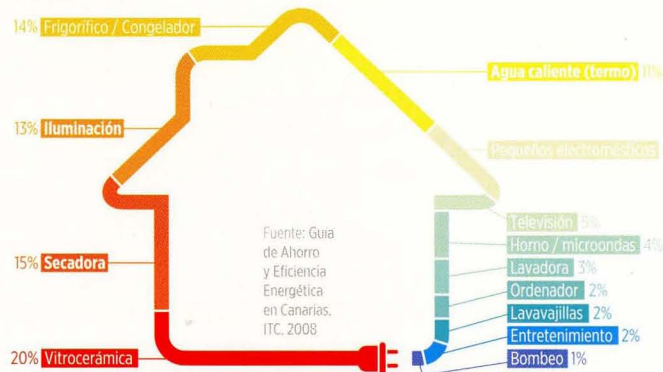 14% Frigorífico / Congelador
Agua caliente (termo) 11%
13% Iluminación
Pequeños electromésticos
Televisión 5%
Horno / microondas 4%
15% Secadora
Lavadora 3%
Ordenador 2%
Lavavajillas 2%
Entretenimiento 2%
20% Vitrocerámica
Bombeo 1%
Fuente: Guía
de Ahorro
y Eficiencia
Energética
en Canarias.
ITC, 2008